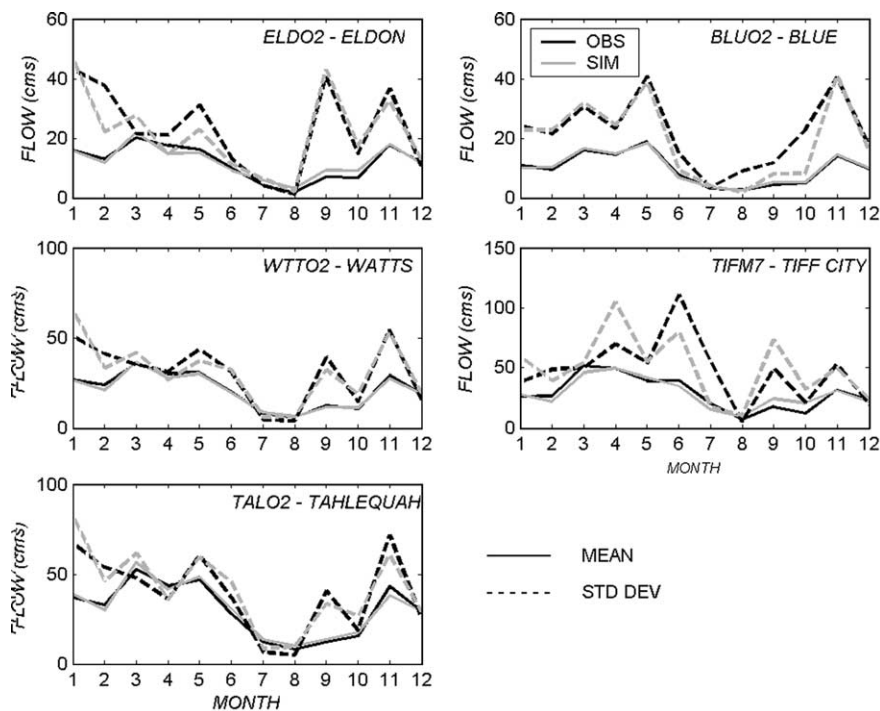 ELDO2 - ELDON
FLOW (cms)
60
40
20
0
1 2 3 4 5 6 7 8 9 10 11 12
BLUO2 - BLUE
OBS
SIM
FLOW (cms)
60
40
20
0
1 2 3 4 5 6 7 8 9 10 11 12
WTTO2 - WATTS
FLOW (cms)
100
50
0
1 2 3 4 5 6 7 8 9 10 11 12
TIFM7 - TIFF CITY
FLOW (cms)
150
100
50
0
1 2 3 4 5 6 7 8 9 10 11 12
MONTH
TALO2 - TAHLEQUAH
FLOW (cms)
100
50
0
1 2 3 4 5 6 7 8 9 10 11 12
MONTH
MEAN
STD DEV